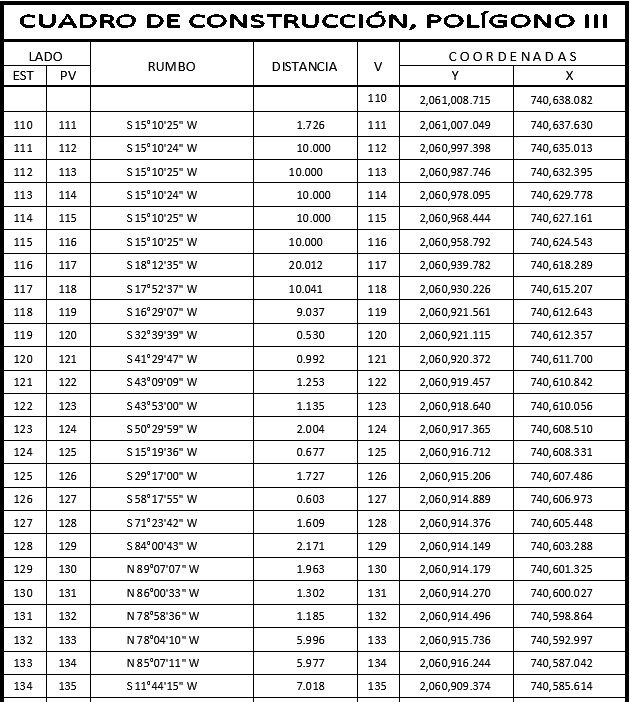 CUADRO DE CONSTRUCCIÓN, POLÍGONO III
LADO RUMBO DISTANCIA V COORDENADAS
EST PV Y X
110 2,061,008.715 740,638.082
110 111 S 15°10'25" W 1.726 111 2,061,007.049 740,637.630
111 112 S 15°10'24" W 10.000 112 2,060,997.398 740,635.013
112 113 S 15°10'25" W 10.000 113 2,060,987.746 740,632.395
113 114 S 15°10'24" W 10.000 114 2,060,978.095 740,629.778
114 115 S 15°10'25" W 10.000 115 2,060,968.444 740,627.161
115 116 S 15°10'25" W 10.000 116 2,060,958.792 740,624.543
116 117 S 18°12'35" W 20.012 117 2,060,939.782 740,618.289
117 118 S 17°52'37" W 10.041 118 2,060,930.226 740,615.207
118 119 S 16°29'07" W 9.037 119 2,060,921.561 740,612.643
119 120 S 32°39'39" W 0.530 120 2,060,921.115 740,612.357
120 121 S 41°29'47" W 0.992 121 2,060,920.372 740,611.700
121 122 S 43°09'09" W 1.253 122 2,060,919.457 740,610.842
122 123 S 43°53'00" W 1.135 123 2,060,918.640 740,610.056
123 124 S 50°29'59" W 2.004 124 2,060,917.365 740,608.510
124 125 S 15°19'36" W 0.677 125 2,060,916.712 740,608.331
125 126 S 29°17'00" W 1.727 126 2,060,915.206 740,607.486
126 127 S 58°17'55" W 0.603 127 2,060,914.889 740,606.973
127 128 S 71°23'42" W 1.609 128 2,060,914.376 740,605.448
128 129 S 84°00'43" W 2.171 129 2,060,914.149 740,603.288
129 130 N 89°07'07" W 1.963 130 2,060,914.179 740,601.325
130 131 N 86°00'33" W 1.302 131 2,060,914.270 740,600.027
131 132 N 78°58'36" W 1.185 132 2,060,914.496 740,598.864
132 133 N 78°04'10" W 5.996 133 2,060,915.736 740,592.997
133 134 N 85°07'11" W 5.977 134 2,060,916.244 740,587.042
134 135 S 11°44'15" W 7.018 135 2,060,909.374 740,585.614